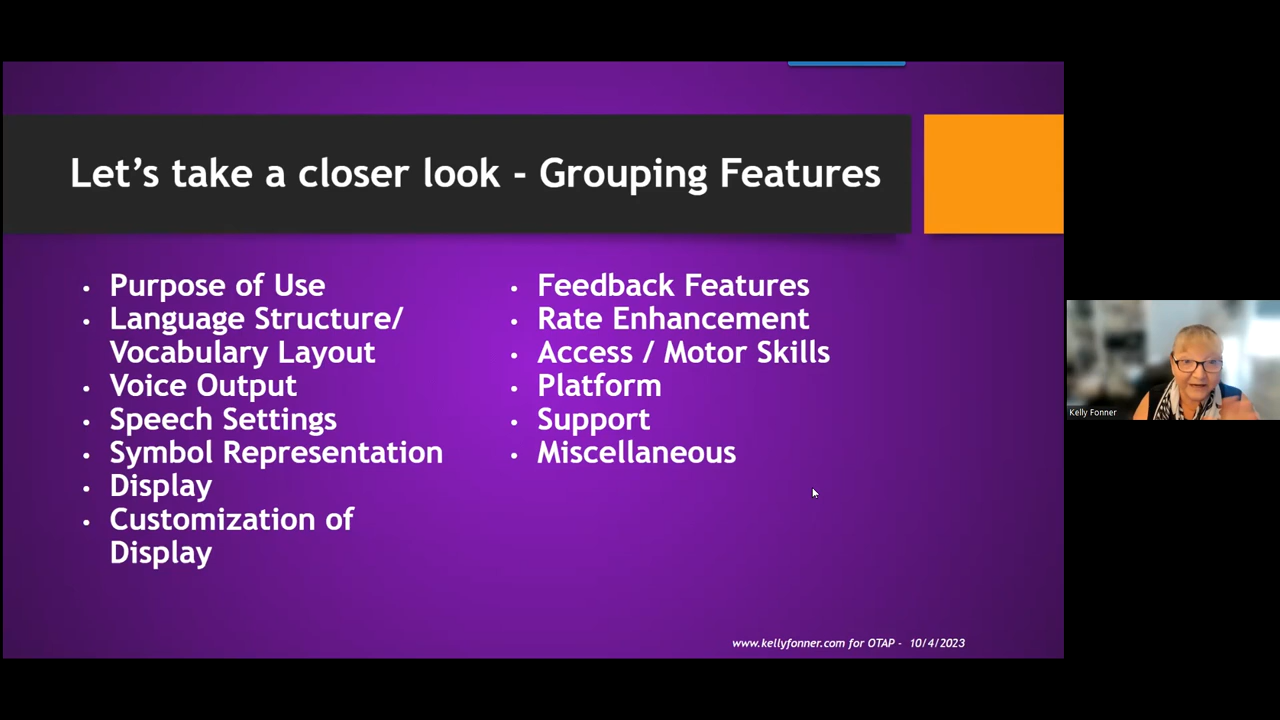 Let's take a closer look - Grouping Features
• Purpose of Use
• Language Structure/
Vocabulary Layout
• Voice Output
• Speech Settings
• Symbol Representation
• Display
• Customization of
Display
• Feedback Features
• Rate Enhancement
• Access / Motor Skills
• Platform
• Support
• Miscellaneous
www.kellyfonner.com for OTAP - 10/4/2023
Kelly Fonner